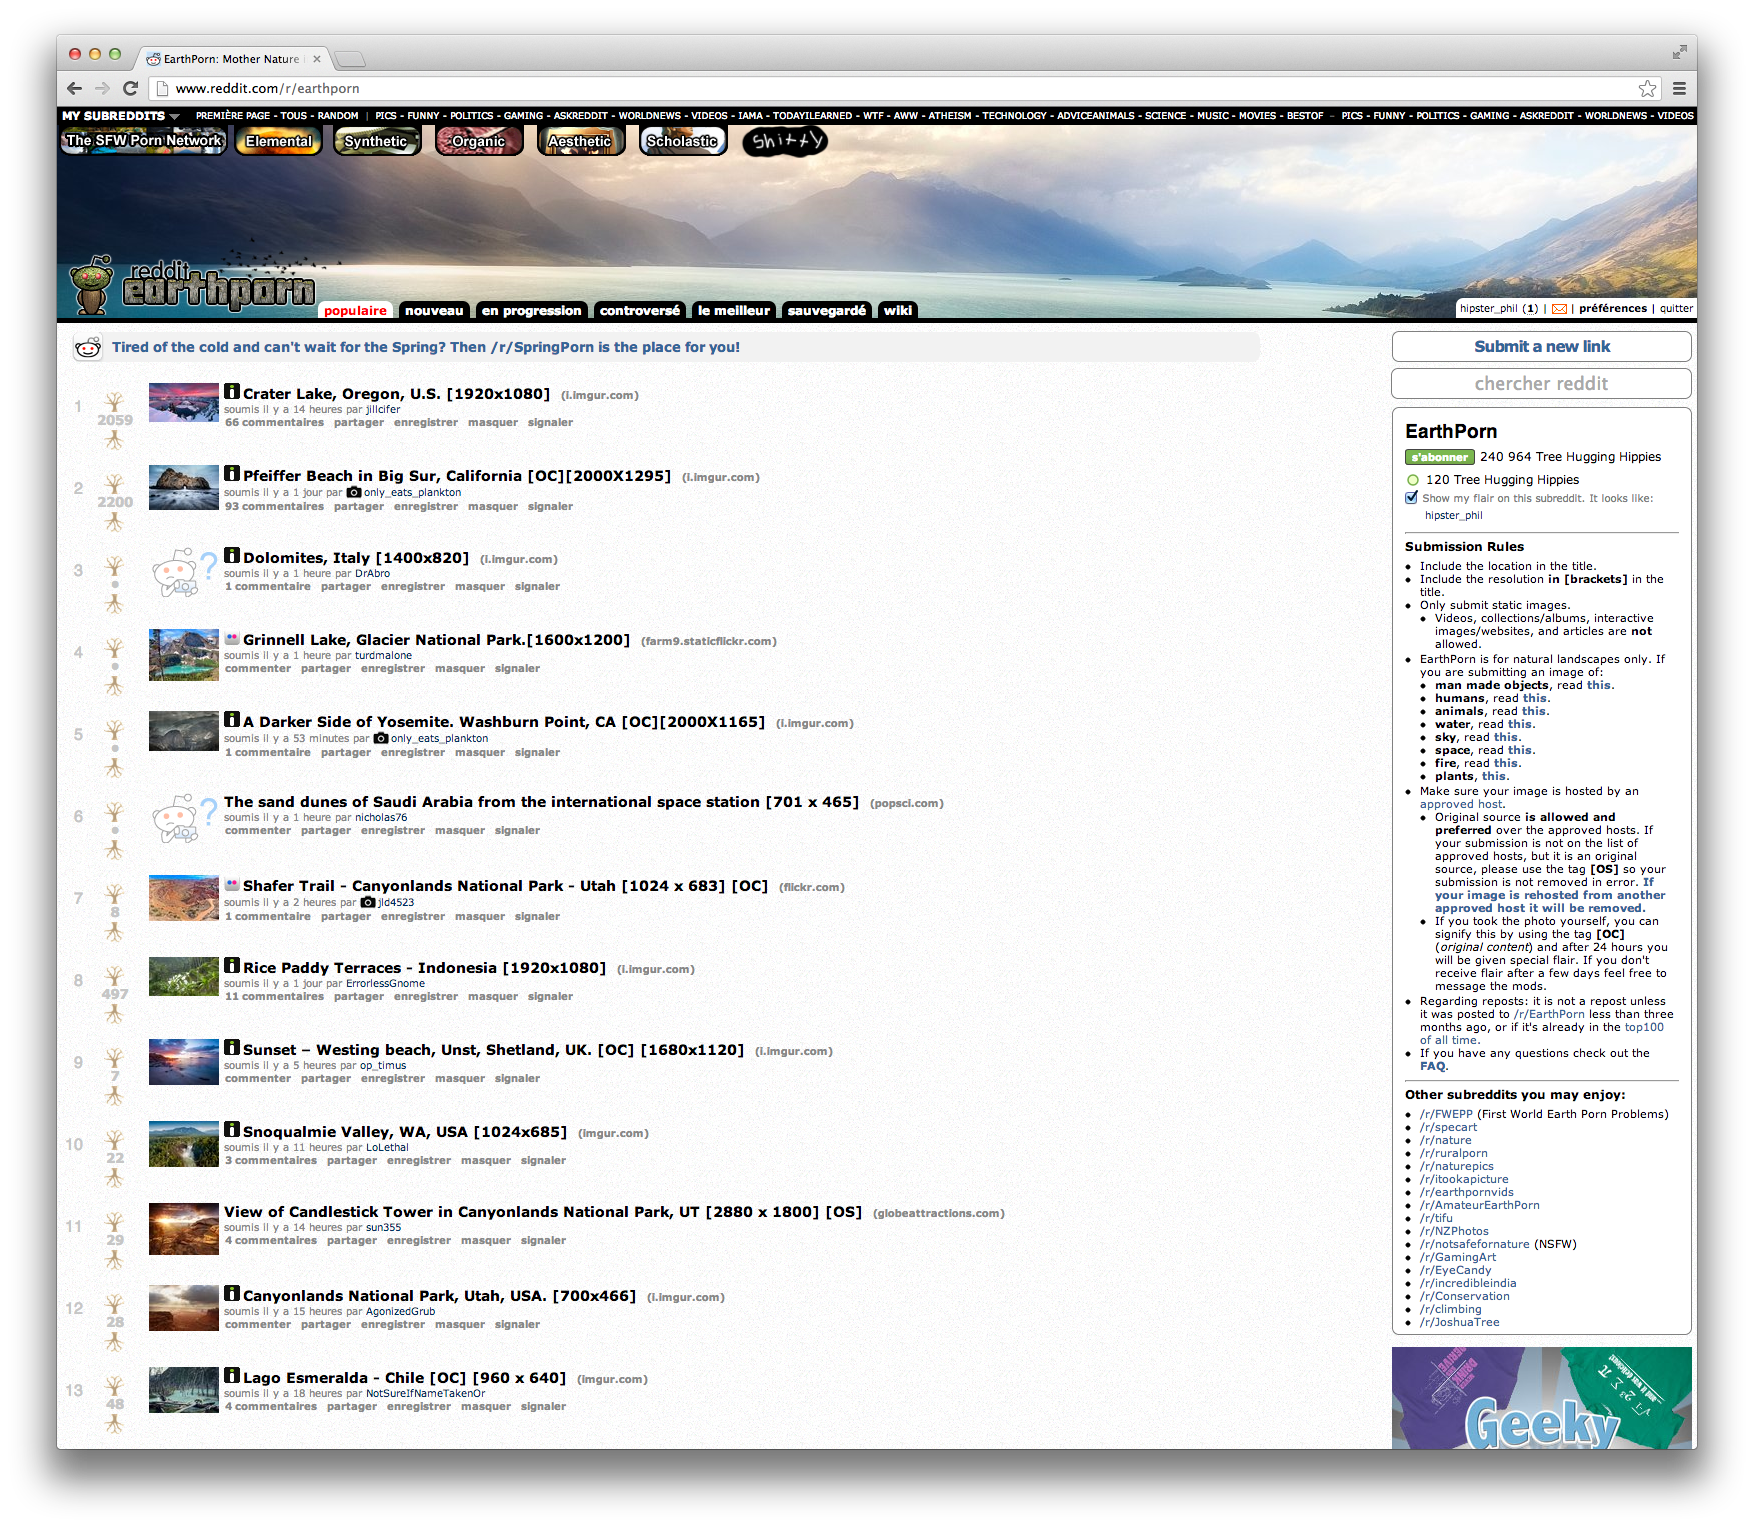 EarthPorn: Mother Nature
www.reddit.com/r/earthporn
MY SUBREDDITS PREMIÈRE PAGE - TOUS - RANDOM | PICS - FUNNY - POLITICS - GAMING - ASKREDDIT - WORLDNEWS - VIDEOS - IAMA - TODAYILEARNED - WTF - AWW - ATHEISM - TECHNOLOGY - ADVICEANIMALS - SCIENCE - MUSIC - MOVIES - BESTOF - PICS - FUNNY - POLITICS - GAMING - ASKREDDIT - WORLDNEWS - VIDEOS
The SFW Porn Network Elemental Synthetic Organic Aesthetic Scholastic Shitty
reddit
earthporn
populaire nouveau en progression controversé le meilleur sauvegardé wiki
hipster_phil (1) | | préférences | quitter
Tired of the cold and can't wait for the Spring? Then /r/SpringPorn is the place for you!
1
2059
Crater Lake, Oregon, U.S. [1920x1080] (i.imgur.com)
soumis il y a 14 heures par jillcifer
66 commentaires partager enregistrer masquer signaler
2
2200
Pfeiffer Beach in Big Sur, California [OC][2000X1295] (i.imgur.com)
soumis il y a 1 jour par only_eats_plankton
93 commentaires partager enregistrer masquer signaler
3
Dolomites, Italy [1400x820] (i.imgur.com)
soumis il y a 1 heure par DrAbro
1 commentaire partager enregistrer masquer signaler
4
Grinnell Lake, Glacier National Park.[1600x1200] (farm9.staticflickr.com)
soumis il y a 1 heure par turdmalone
commenter partager enregistrer masquer signaler
5
A Darker Side of Yosemite. Washburn Point, CA [OC][2000X1165] (i.imgur.com)
soumis il y a 53 minutes par only_eats_plankton
1 commentaire partager enregistrer masquer signaler
6
The sand dunes of Saudi Arabia from the international space station [701 x 465] (popsci.com)
soumis il y a 1 heure par nicholas76
commenter partager enregistrer masquer signaler
7
8
Shafer Trail - Canyonlands National Park - Utah [1024 x 683] [OC] (flickr.com)
soumis il y a 2 heures par jld4523
1 commentaire partager enregistrer masquer signaler
8
497
Rice Paddy Terraces - Indonesia [1920x1080] (i.imgur.com)
soumis il y a 1 jour par ErrorlessGnome
11 commentaires partager enregistrer masquer signaler
9
7
Sunset – Westing beach, Unst, Shetland, UK. [OC] [1680x1120] (i.imgur.com)
soumis il y a 5 heures par op_timus
commenter partager enregistrer masquer signaler
10
22
Snoqualmie Valley, WA, USA [1024x685] (imgur.com)
soumis il y a 11 heures par LoLethal
3 commentaires partager enregistrer masquer signaler
11
29
View of Candlestick Tower in Canyonlands National Park, UT [2880 x 1800] [OS] (globeattractions.com)
soumis il y a 14 heures par sun355
4 commentaires partager enregistrer masquer signaler
12
28
Canyonlands National Park, Utah, USA. [700x466] (i.imgur.com)
soumis il y a 15 heures par AgonizedGrub
commenter partager enregistrer masquer signaler
13
48
Lago Esmeralda - Chile [OC] [960 x 640] (imgur.com)
soumis il y a 18 heures par NotSureIfNameTakenOr
4 commentaires partager enregistrer masquer signaler
Submit a new link
chercher reddit
EarthPorn
s'abonner 240 964 Tree Hugging Hippies
120 Tree Hugging Hippies
Show my flair on this subreddit. It looks like:
hipster_phil
Submission Rules
Include the location in the title.
Include the resolution in [brackets] in the
title.
Only submit static images.
Videos, collections/albums, interactive
images/websites, and articles are not
allowed.
EarthPorn is for natural landscapes only. If
you are submitting an image of:
man made objects, read this.
humans, read this.
animals, read this.
water, read this.
sky, read this.
space, read this.
fire, read this.
plants, this.
Make sure your image is hosted by an
approved host.
Original source is allowed and
preferred over the approved hosts. If
your submission is not on the list of
approved hosts, but it is an original
source, please use the tag [OS] so your
submission is not removed in error. If
your image is rehosted from another
approved host it will be removed.
If you took the photo yourself, you can
signify this by using the tag [OC]
(original content) and after 24 hours you
will be given special flair. If you don't
receive flair after a few days feel free to
message the mods.
Regarding reposts: it is not a repost unless
it was posted to /r/EarthPorn less than three
months ago, or if it's already in the top100
of all time.
If you have any questions check out the
FAQ.
Other subreddits you may enjoy:
/r/FWEPP (First World Earth Porn Problems)
/r/specart
/r/nature
/r/ruralporn
/r/naturepics
/r/itookapicture
/r/earthpornvids
/r/AmateurEarthPorn
/r/tifu
/r/NZPhotos
/r/notsafefornature (NSFW)
/r/GamingArt
/r/EyeCandy
/r/incredibleindia
/r/Conservation
/r/climbing
/r/JoshuaTree
Geeky